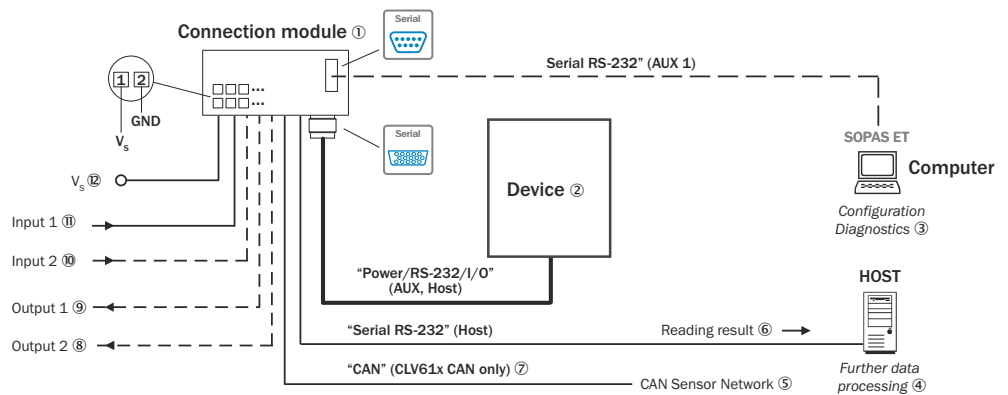 Connection module ①
Serial
1 2
GND
Vs
Serial
Serial RS-232” (AUX 1)
SOPAS ET
Computer
Configuration
Diagnostics ③
Device ②
Vs ⑫
Input 1 ⑪
Input 2 ⑩
Output 1 ⑨
Output 2 ⑧
“Power/RS-232/I/O”
(AUX, Host)
HOST
“Serial RS-232” (Host)
Reading result ⑥
Further data
processing ④
“CAN” (CLV61x CAN only) ⑦
CAN Sensor Network ⑤